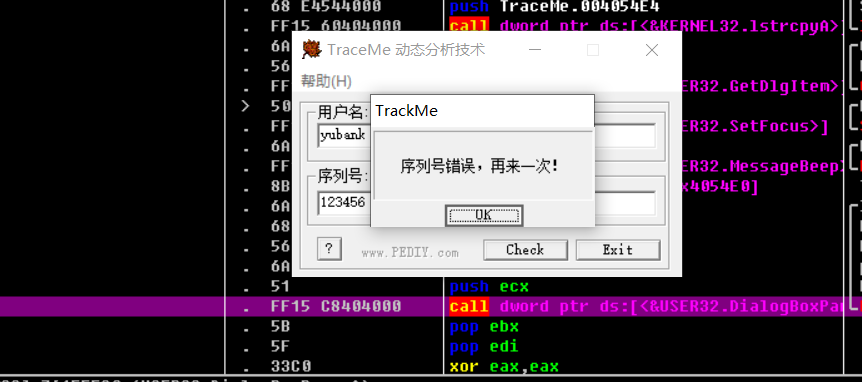 . 68 E4544000 push TraceMe.004054E4
. FF15 60404000 call dword ptr ds:[<&KERNEL32.lstrcpyA>]
. 6A
TraceMe 动态分析技术
. 56
帮助(H)
. FF ER32.GetDlgItem>]
> 50
用户名: TrackMe
. FF ER32.SetFocus>]
yubank
. 6A
. FF ER32.MessageBeep>
序列号错误，再来一次!
序列号:
. 8B x4054E0]
. 6A
123456 OK
. 68
. 56 ? www.PEDIY.com Check Exit
. 6A
. 51 push ecx
. FF15 C8404000 call dword ptr ds:[<&USER32.DialogBoxPar
. 5B pop ebx
. 5F pop edi
. 33C0 xor eax,eax